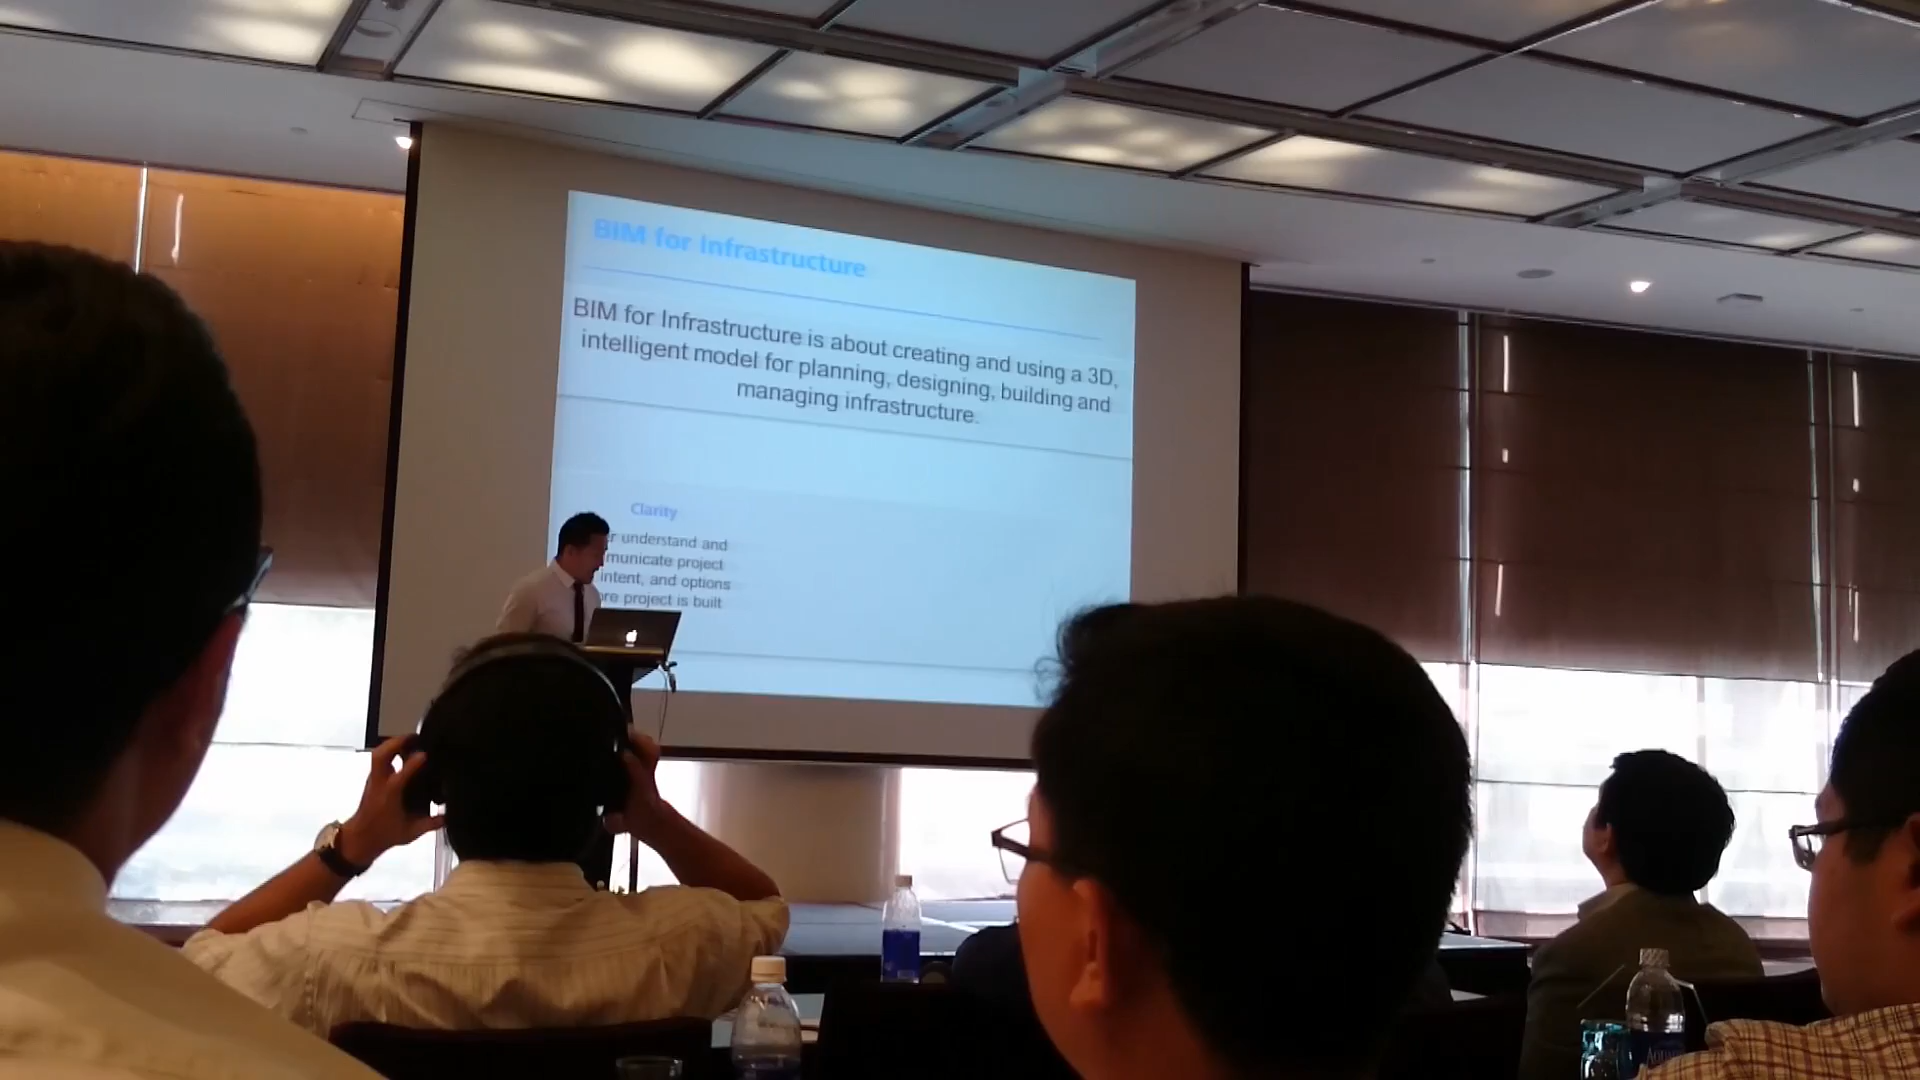 BIM for Infrastructure
BIM for Infrastructure is about creating and using a 3D,
intelligent model for planning, designing, building and
managing infrastructure.
Clarity
understand and
project
intent, and options
project is built